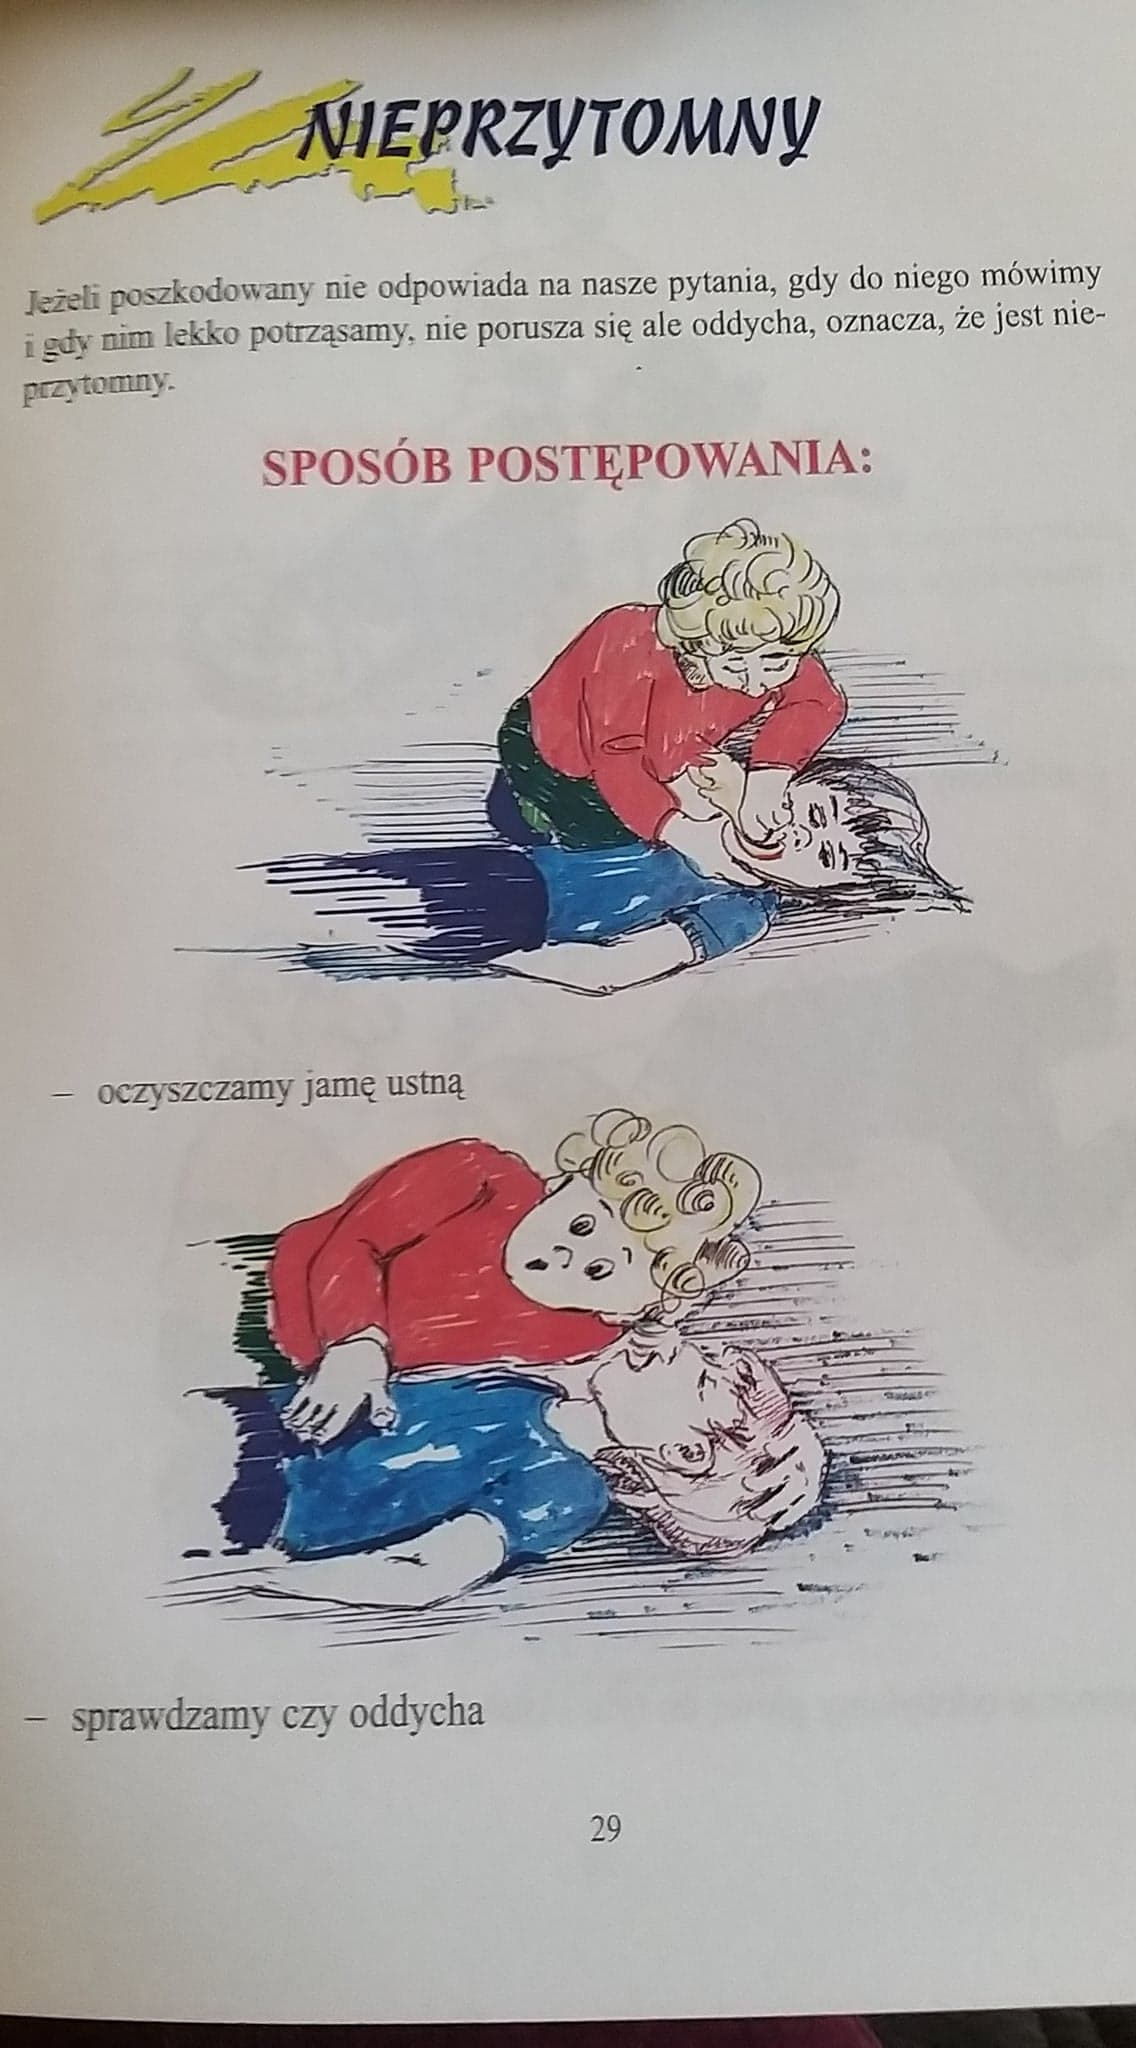 NIEPRZYTOMNY
Jeżeli poszkodowany nie odpowiada na nasze pytania, gdy do niego mówimy
i gdy nim lekko potrząsamy, nie porusza się ale oddycha, oznacza, że jest nie-
przytomny.
SPOSÓB POSTĘPOWANIA:
– oczyszczamy jamę ustną
– sprawdzamy czy oddycha
29